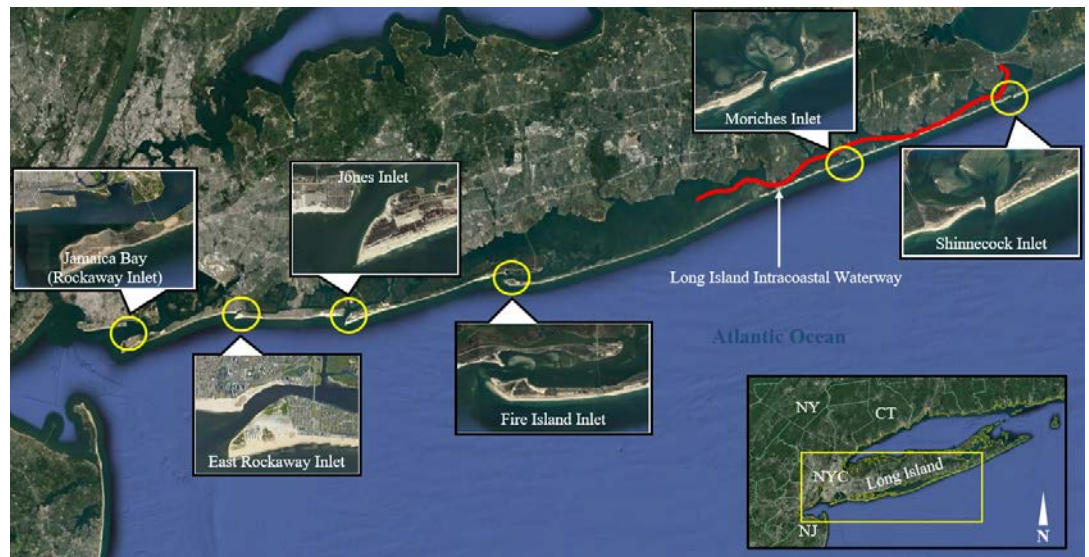 Moriches Inlet
Jones Inlet
Jamaica Bay
(Rockaway Inlet)
Shinnecock Inlet
Long Island Intracoastal Waterway
Atlantic Ocean
East Rockaway Inlet
Fire Island Inlet
NY
CT
NYC
Long Island
NJ
N